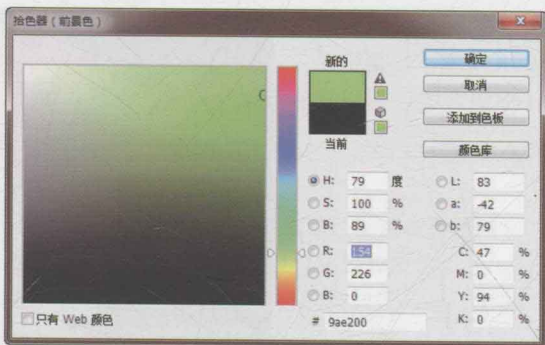 拾色器（前景色）
新的
当前
确定
取消
添加到色板
颜色库
H: 79 度
S: 100 %
B: 89 %
R: 154
G: 226
B: 0
L: 83
a: -42
b: 79
C: 47 %
M: 0 %
Y: 94 %
K: 0 %
只有 Web 颜色
# 9ae200